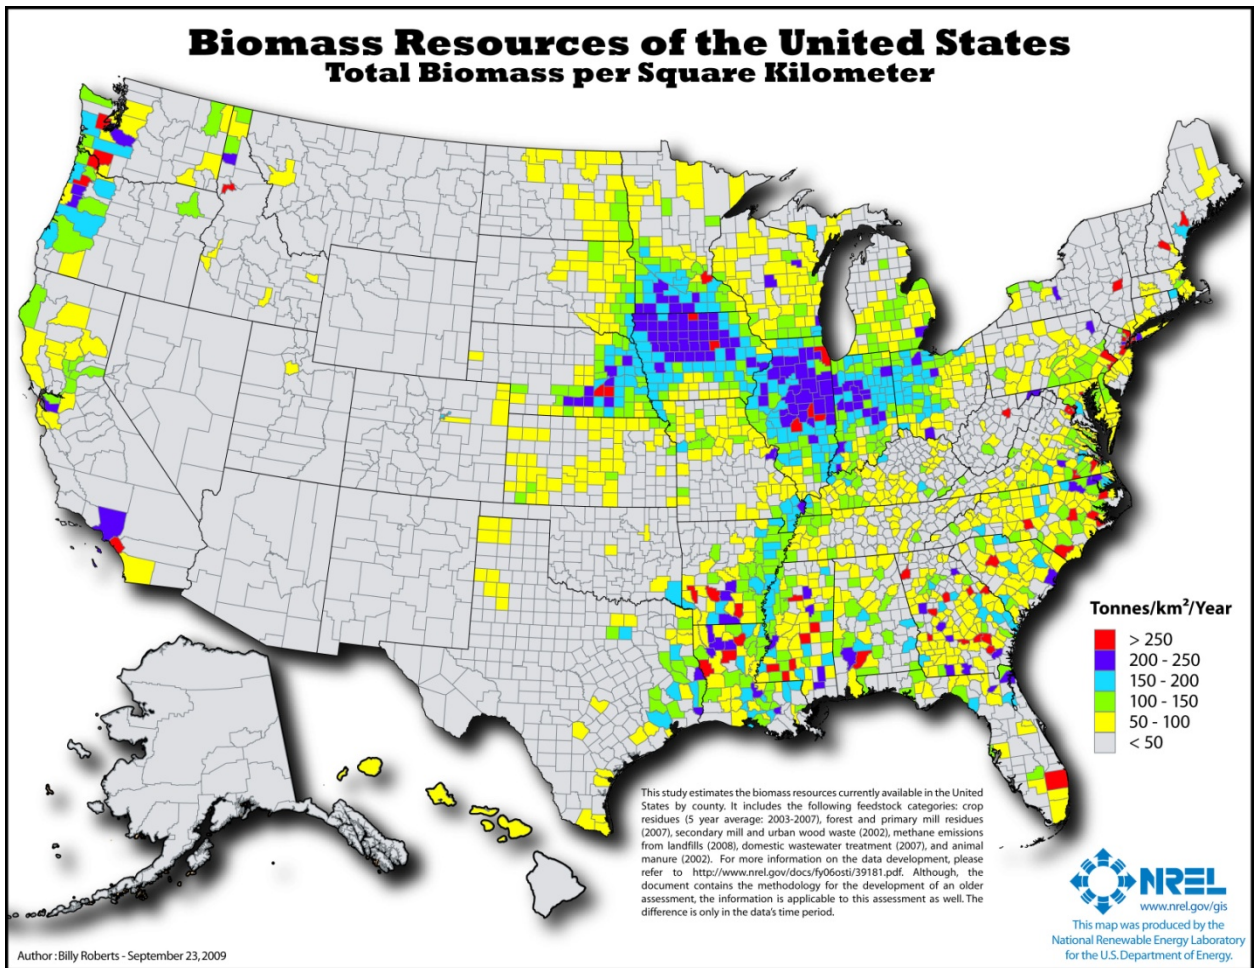 Biomass Resources of the United States
Total Biomass per Square Kilometer
Tonnes/km²/Year
> 250
200 - 250
150 - 200
100 - 150
50 - 100
< 50
This study estimates the biomass resources currently available in the United
States by county. It includes the following feedstock categories: crop
residues (5 year average: 2003-2007), forest and primary mill residues
(2007), secondary mill and urban wood waste (2002), methane emissions
from landfills (2008), domestic wastewater treatment (2007), and animal
manure (2002). For more information on the data development, please
refer to http://www.nrel.gov/docs/fy06osti/39181.pdf. Although, the
document contains the methodology for the development of an older
assessment, the information is applicable to this assessment as well. The
difference is only in the data's time period.
NREL
www.nrel.gov/gis
This map was produced by the
National Renewable Energy Laboratory
for the U.S. Department of Energy.
Author : Billy Roberts - September 23, 2009